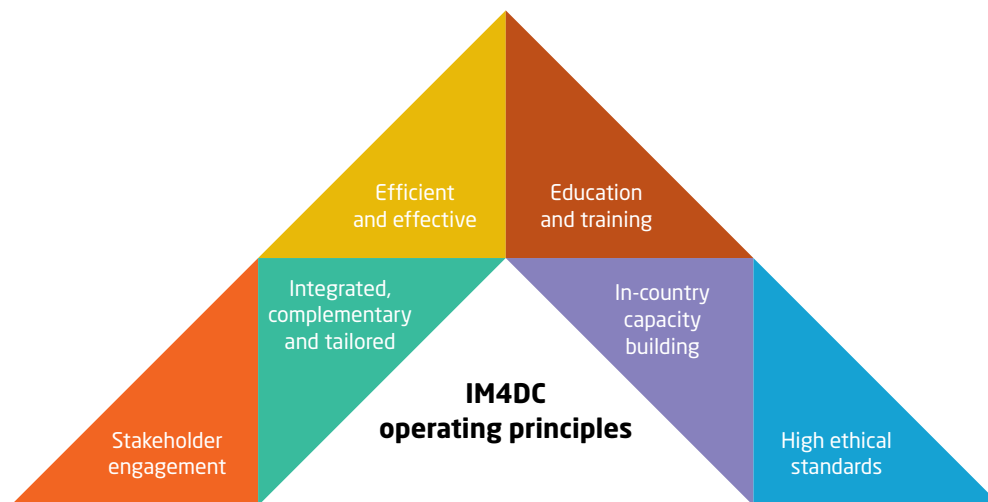 Efficient
and effective
Education
and training
Integrated,
complementary
and tailored
In-country
capacity
building
IM4DC
operating principles
Stakeholder
engagement
High ethical
standards